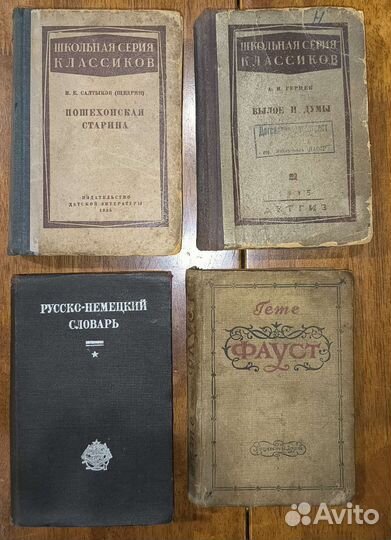 ШКОЛЬНАЯ СЕРИЯ
КЛАССИКОВ
М. Е. САЛТЫКОВ (ЩЕДРИН)
ПОШЕХОНСКАЯ
СТАРИНА
ИЗДАТЕЛЬСТВО
ДЕТСКОЙ ЛИТЕРАТУРЫ
ШКОЛЬНАЯ СЕРИЯ
КЛАССИКОВ
А. И. ГЕРЦЕН
БЫЛОЕ И ДУМЫ
ДЕТГИЗ
РУССКО-НЕМЕЦКИЙ
СЛОВАРЬ
Гете
ФАУСТ
Avito